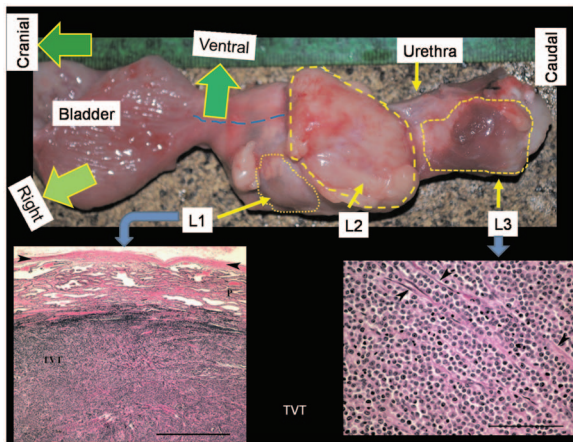 Cranial
Ventral
Urethra
Caudal
Bladder
Right
L1
L2
L3
P
TVT
TVT